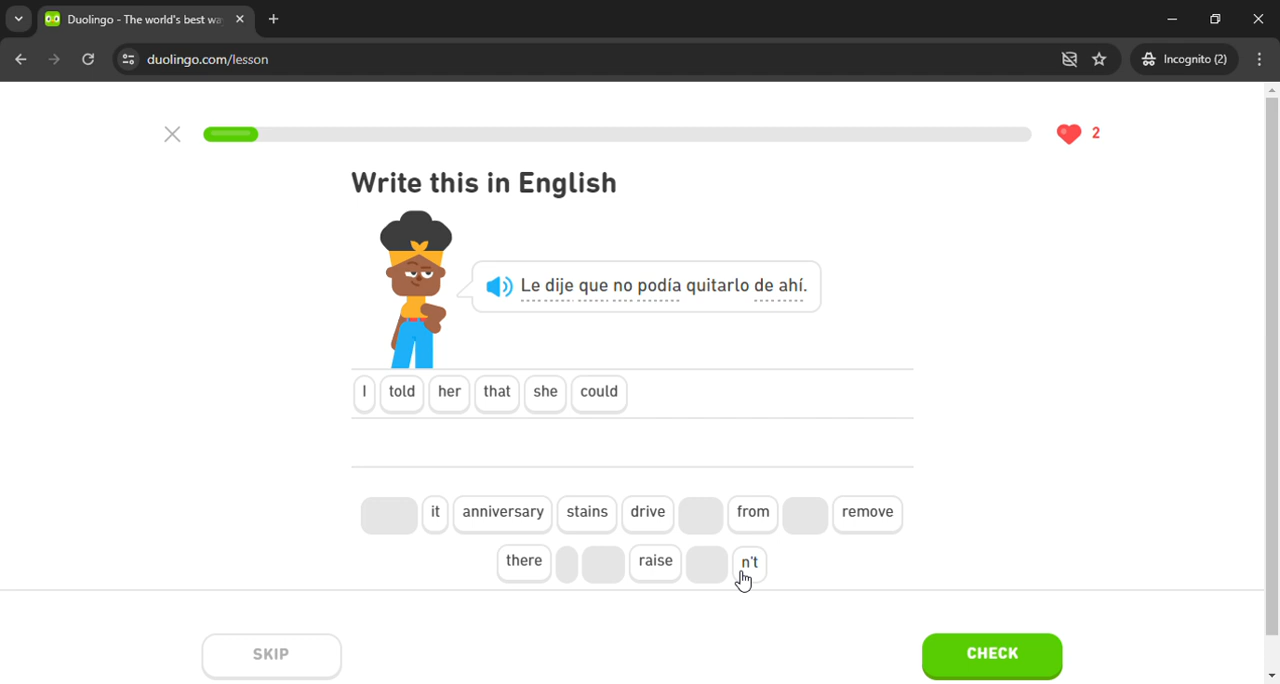 Duolingo - The world's best wa
duolingo.com/lesson
Incognito (2)
2
Write this in English
Le dije que no podía quitarlo de ahí.
I told her that she could
it anniversary stains drive from remove
there raise n't
SKIP
CHECK